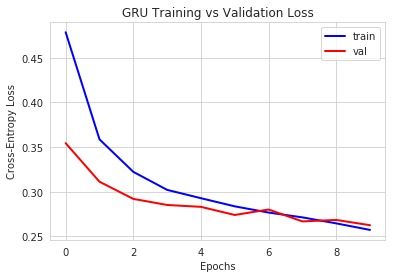 GRU Training vs Validation Loss
train
val
Cross-Entropy Loss
0.45
0.40
0.35
0.30
0.25
0 2 4 6 8
Epochs